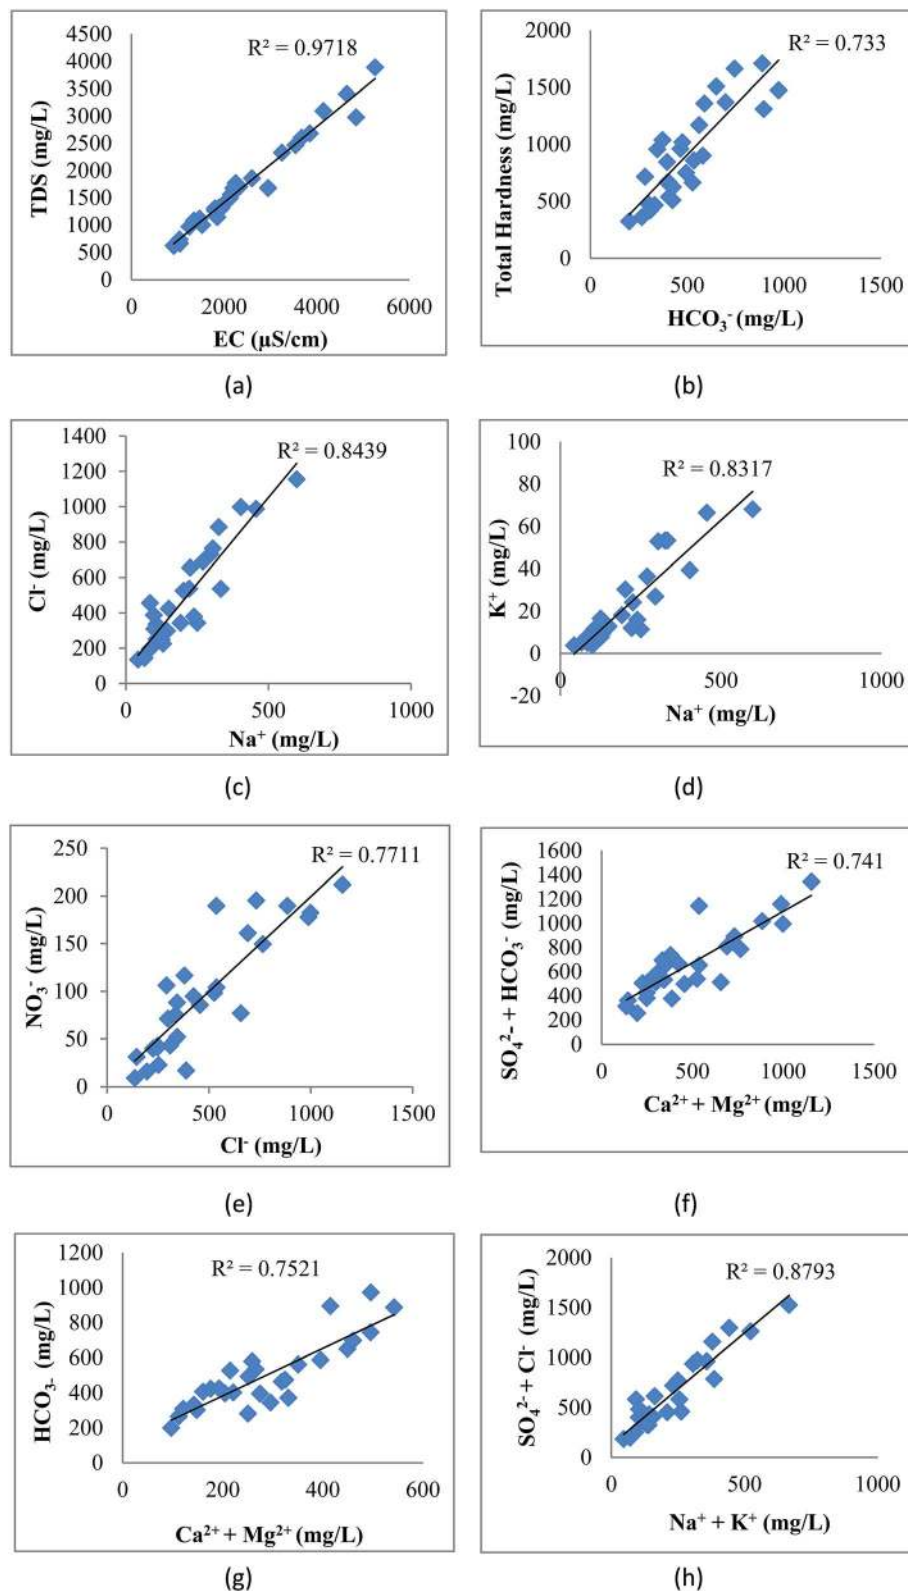 R² = 0.9718
4500
4000
3500
3000
2500
2000
1500
1000
500
0
TDS (mg/L)
0 2000 4000 6000
EC (µS/cm)
(a)
R² = 0.733
2000
1500
1000
500
0
Total Hardness (mg/L)
0 500 1000 1500
HCO₃⁻ (mg/L)
(b)
R² = 0.8439
1400
1200
1000
800
600
400
200
0
Cl⁻ (mg/L)
0 500 1000
Na⁺ (mg/L)
(c)
R² = 0.8317
100
80
60
40
20
0
-20
K⁺ (mg/L)
0 500 1000
Na⁺ (mg/L)
(d)
R² = 0.7711
250
200
150
100
50
0
NO₃⁻ (mg/L)
0 500 1000 1500
Cl⁻ (mg/L)
(e)
R² = 0.741
1600
1400
1200
1000
800
600
400
200
0
SO₄²⁻ + HCO₃⁻ (mg/L)
0 500 1000 1500
Ca²⁺ + Mg²⁺ (mg/L)
(f)
R² = 0.7521
1200
1000
800
600
400
200
0
HCO₃₋ (mg/L)
0 200 400 600
Ca²⁺ + Mg²⁺ (mg/L)
(g)
R² = 0.8793
2000
1500
1000
500
0
SO₄²⁻ + Cl⁻ (mg/L)
0 500 1000
Na⁺ + K⁺ (mg/L)
(h)